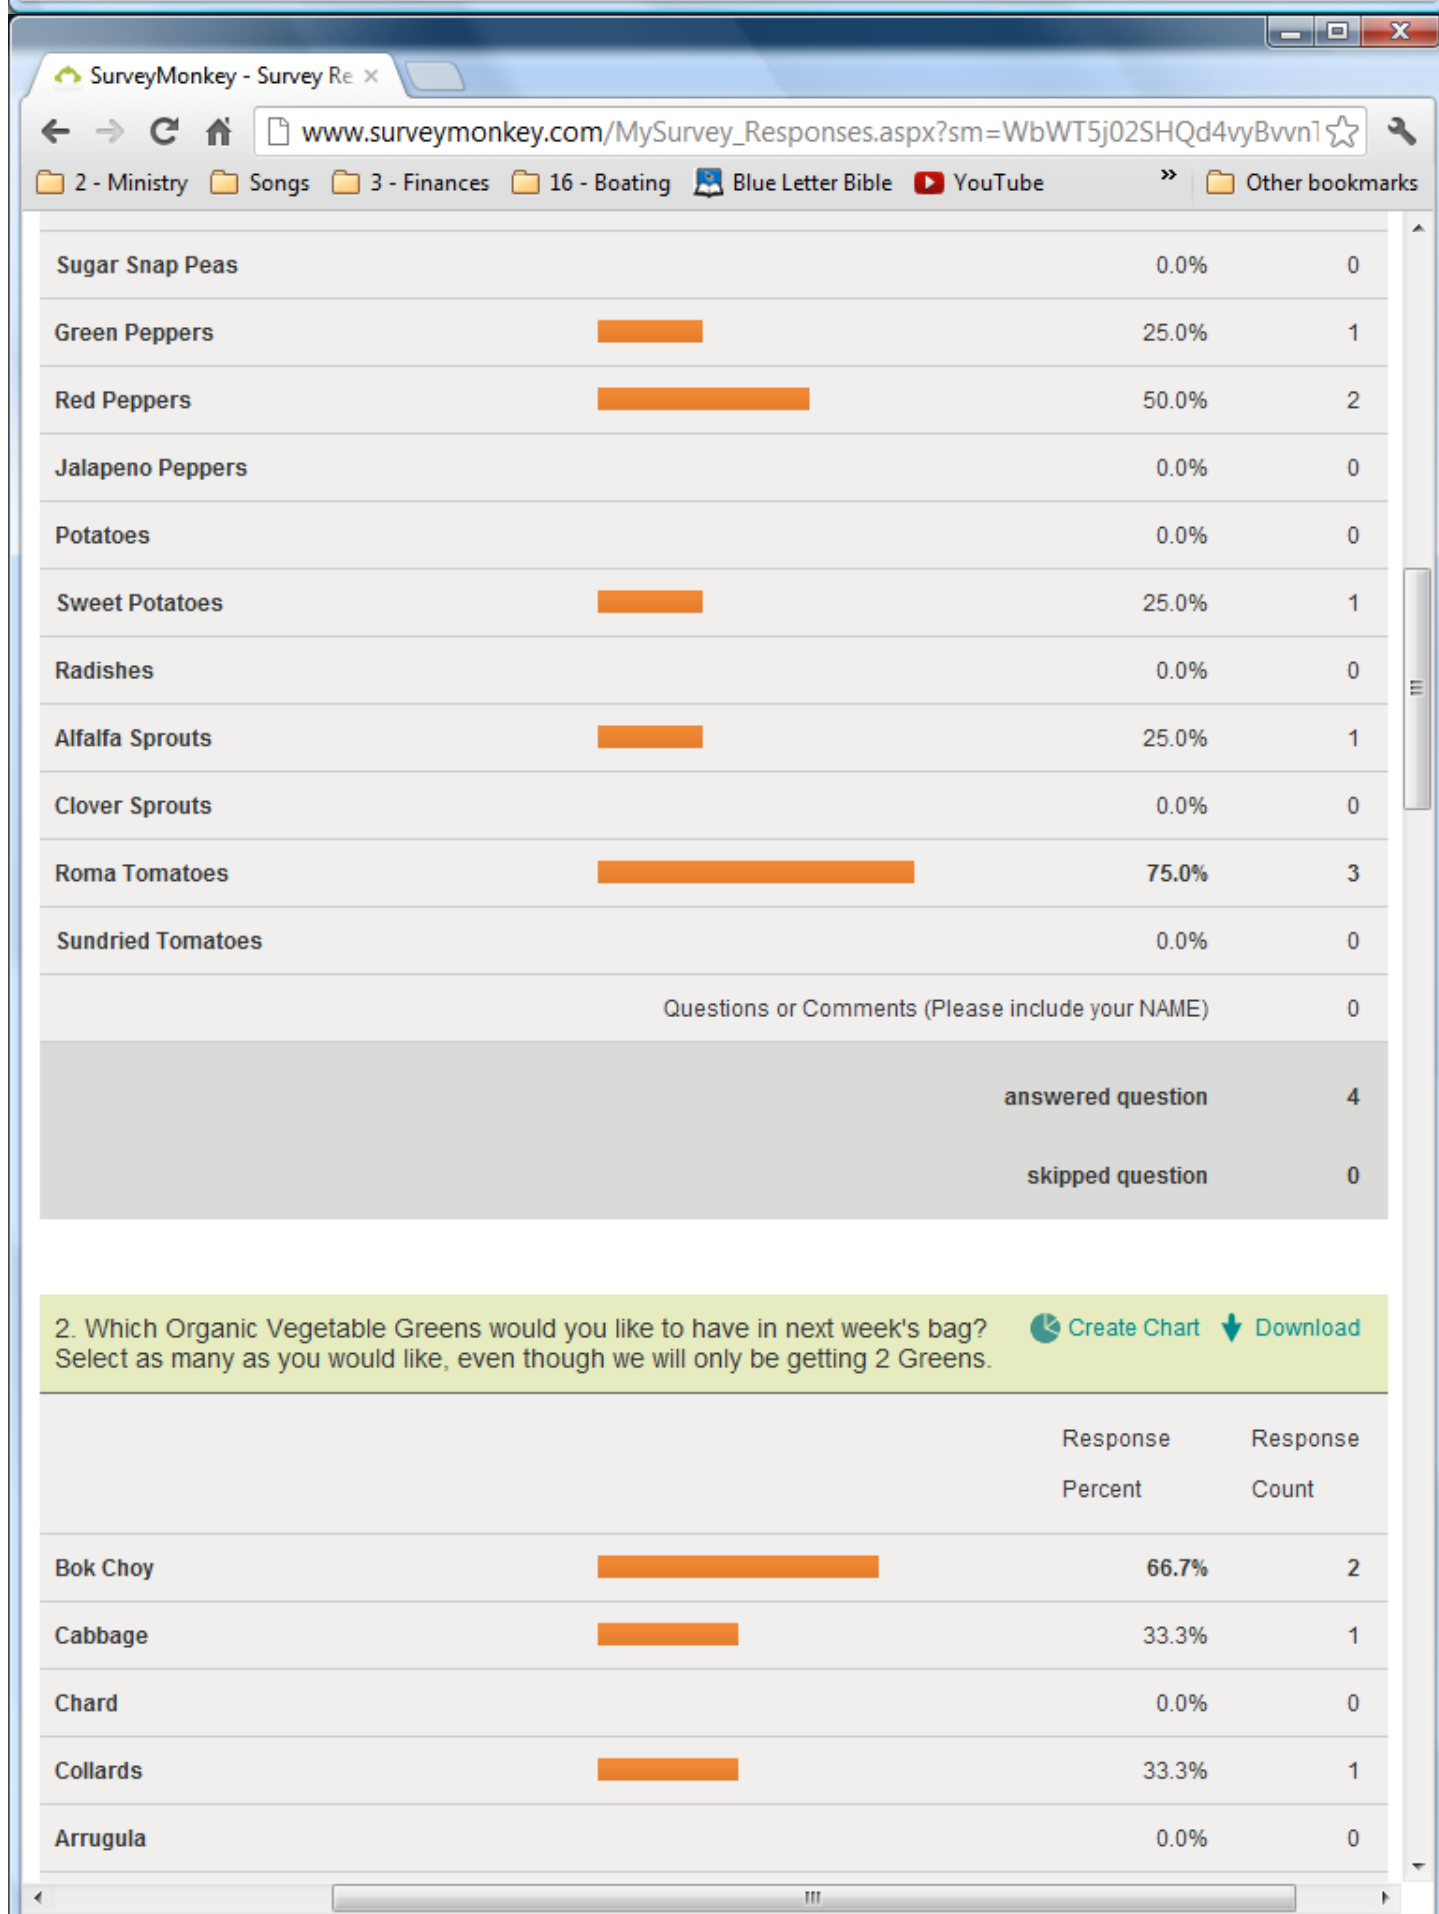 SurveyMonkey - Survey Re
www.surveymonkey.com/MySurvey_Responses.aspx?sm=WbWT5j02SHQd4vyBvvnT
2 - Ministry Songs 3 - Finances 16 - Boating Blue Letter Bible YouTube » Other bookmarks
Sugar Snap Peas 0.0% 0
Green Peppers 25.0% 1
Red Peppers 50.0% 2
Jalapeno Peppers 0.0% 0
Potatoes 0.0% 0
Sweet Potatoes 25.0% 1
Radishes 0.0% 0
Alfalfa Sprouts 25.0% 1
Clover Sprouts 0.0% 0
Roma Tomatoes 75.0% 3
Sundried Tomatoes 0.0% 0
Questions or Comments (Please include your NAME) 0
answered question 4
skipped question 0
2. Which Organic Vegetable Greens would you like to have in next week's bag? Create Chart Download
Select as many as you would like, even though we will only be getting 2 Greens.
Response Response
Percent Count
Bok Choy 66.7% 2
Cabbage 33.3% 1
Chard 0.0% 0
Collards 33.3% 1
Arrugula 0.0% 0